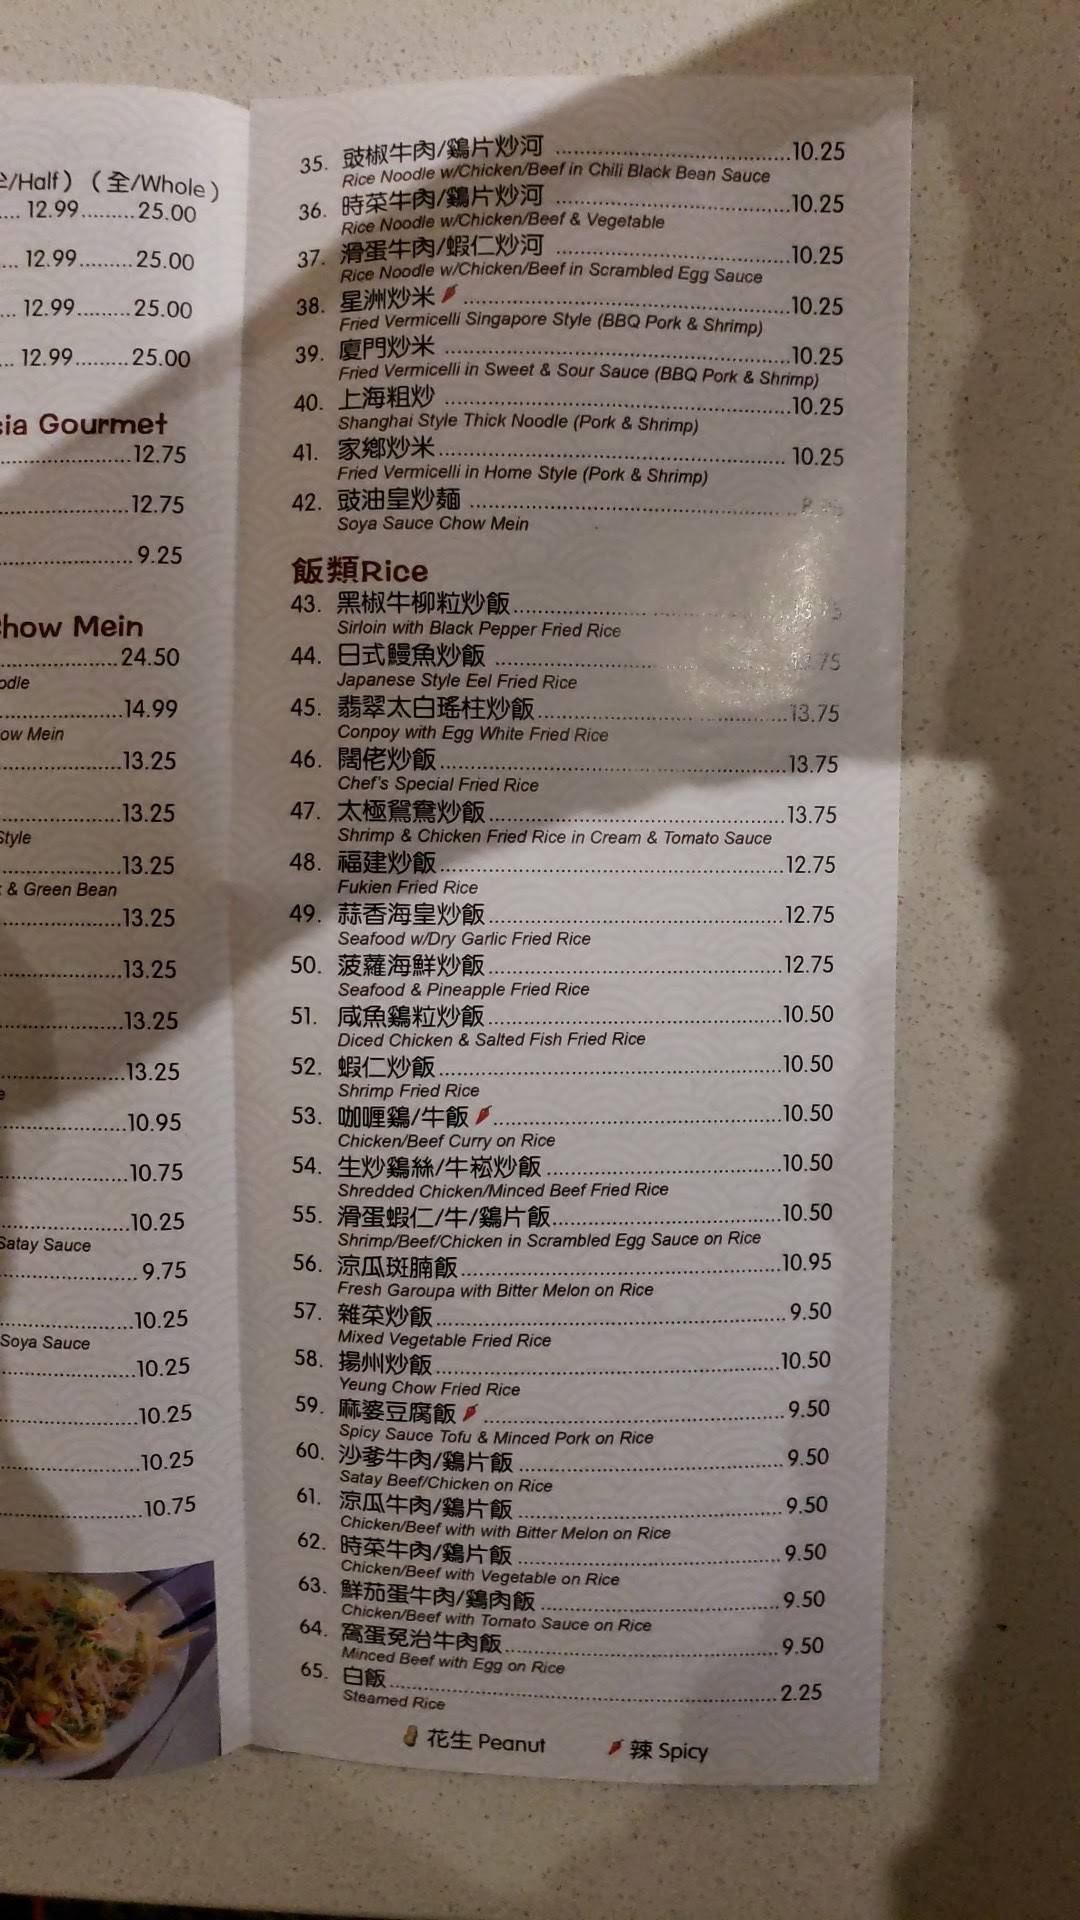 /Half) (全/Whole)
.... 12.99.........25.00
.... 12.99.........25.00
.... 12.99.........25.00
.... 12.99.........25.00
sia Gourmet
12.75
12.75
9.25
how Mein
24.50
odle
14.99
ow Mein
13.25
13.25
Style
13.25
& Green Bean
13.25
13.25
13.25
13.25
10.95
10.75
10.25
Satay Sauce
9.75
10.25
Soya Sauce
10.25
10.25
10.25
10.75
35. 豉椒牛肉/鷄片炒河 ......10.25
Rice Noodle w/Chicken/Beef in Chili Black Bean Sauce
36. 時菜牛肉/鷄片炒河 ......10.25
Rice Noodle w/Chicken/Beef & Vegetable
37. 滑蛋牛肉/蝦仁炒河 ......10.25
Rice Noodle w/Chicken/Beef in Scrambled Egg Sauce
38. 星洲炒米 ......10.25
Fried Vermicelli Singapore Style (BBQ Pork & Shrimp)
39. 廈門炒米 ......10.25
Fried Vermicelli in Sweet & Sour Sauce (BBQ Pork & Shrimp)
40. 上海粗炒 ......10.25
Shanghai Style Thick Noodle (Pork & Shrimp)
41. 家鄉炒米 ......10.25
Fried Vermicelli in Home Style (Pork & Shrimp)
42. 豉油皇炒麵 ......
Soya Sauce Chow Mein
飯類Rice
43. 黑椒牛柳粒炒飯 ......
Sirloin with Black Pepper Fried Rice
44. 日式鰻魚炒飯 ......
Japanese Style Eel Fried Rice
45. 翡翠太白瑤柱炒飯 ......13.75
Conpoy with Egg White Fried Rice
46. 闊佬炒飯 ......13.75
Chef's Special Fried Rice
47. 太極鴛鴦炒飯 ......13.75
Shrimp & Chicken Fried Rice in Cream & Tomato Sauce
48. 福建炒飯 ......12.75
Fukien Fried Rice
49. 蒜香海皇炒飯 ......12.75
Seafood w/Dry Garlic Fried Rice
50. 菠蘿海鮮炒飯 ......12.75
Seafood & Pineapple Fried Rice
51. 咸魚鷄粒炒飯 ......10.50
Diced Chicken & Salted Fish Fried Rice
52. 蝦仁炒飯 ......10.50
Shrimp Fried Rice
53. 咖喱鷄/牛飯 ......10.50
Chicken/Beef Curry on Rice
54. 生炒鷄絲/牛崧炒飯 ......10.50
Shredded Chicken/Minced Beef Fried Rice
55. 滑蛋蝦仁/牛/鷄片飯 ......10.50
Shrimp/Beef/Chicken in Scrambled Egg Sauce on Rice
56. 涼瓜斑腩飯 ......10.95
Fresh Garoupa with Bitter Melon on Rice
57. 雜菜炒飯 ......9.50
Mixed Vegetable Fried Rice
58. 揚州炒飯 ......10.50
Yeung Chow Fried Rice
59. 麻婆豆腐飯 ......9.50
Spicy Sauce Tofu & Minced Pork on Rice
60. 沙爹牛肉/鷄片飯 ......9.50
Satay Beef/Chicken on Rice
61. 涼瓜牛肉/鷄片飯 ......9.50
Chicken/Beef with with Bitter Melon on Rice
62. 時菜牛肉/鷄片飯 ......9.50
Chicken/Beef with Vegetable on Rice
63. 鮮茄蛋牛肉/鷄肉飯 ......9.50
Chicken/Beef with Tomato Sauce on Rice
64. 窩蛋免治牛肉飯 ......9.50
Minced Beef with Egg on Rice
65. 白飯 ......2.25
Steamed Rice
花生 Peanut 辣 Spicy